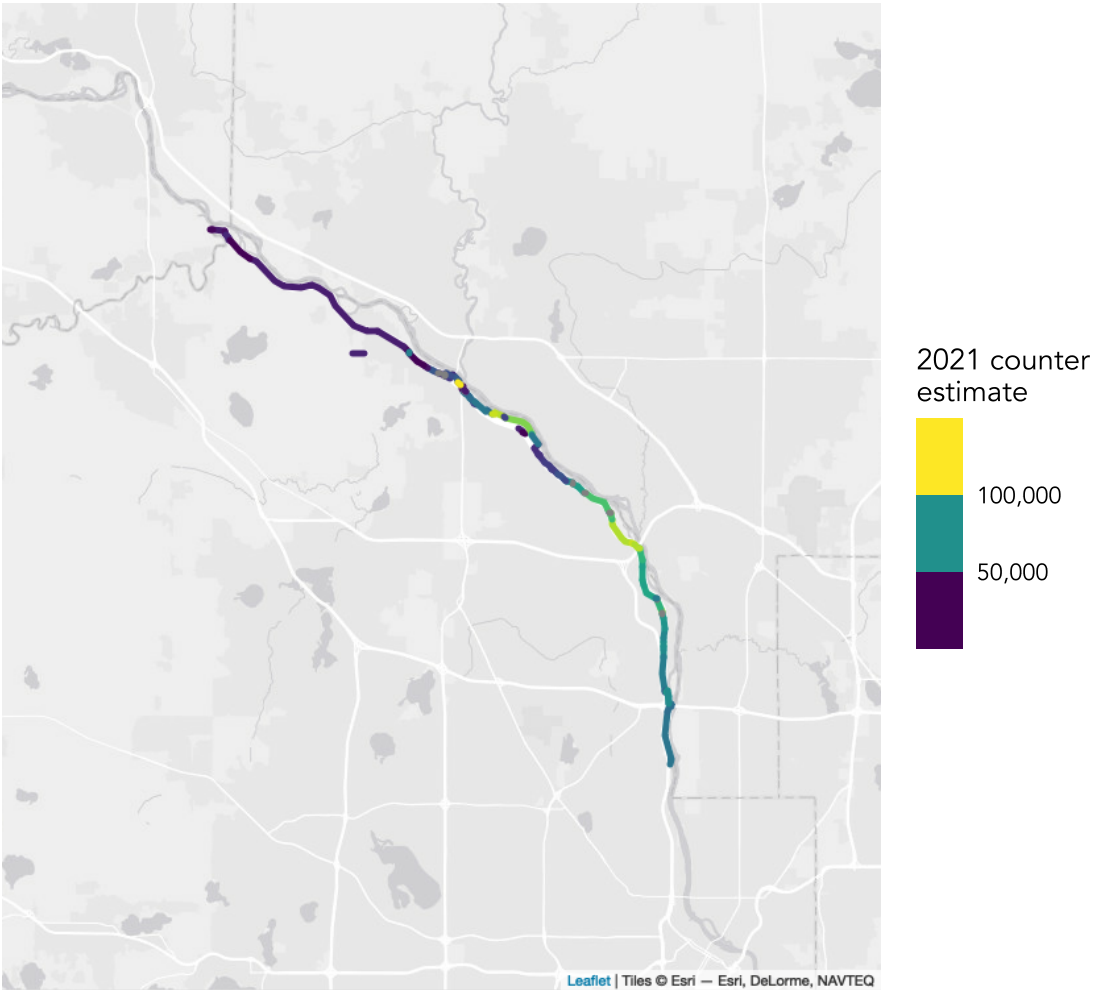 2021 counter
estimate
100,000
50,000
Leaflet | Tiles © Esri — Esri, DeLorme, NAVTEQ